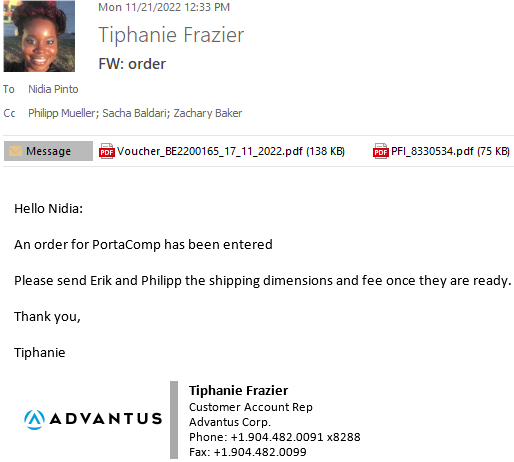 Mon 11/21/2022 12:33 PM
Tiphanie Frazier
FW: order
To Nidia Pinto
Cc Philipp Mueller; Sacha Baldari; Zachary Baker
Message PDF Voucher_BE2200165_17_11_2022.pdf (138 KB) PDF PFI_8330534.pdf (75 KB)
Hello Nidia:
An order for PortaComp has been entered
Please send Erik and Philipp the shipping dimensions and fee once they are ready.
Thank you,
Tiphanie
ADVANTUS
Tiphanie Frazier
Customer Account Rep
Advantus Corp.
Phone: +1.904.482.0091 x8288
Fax: +1.904.482.0099